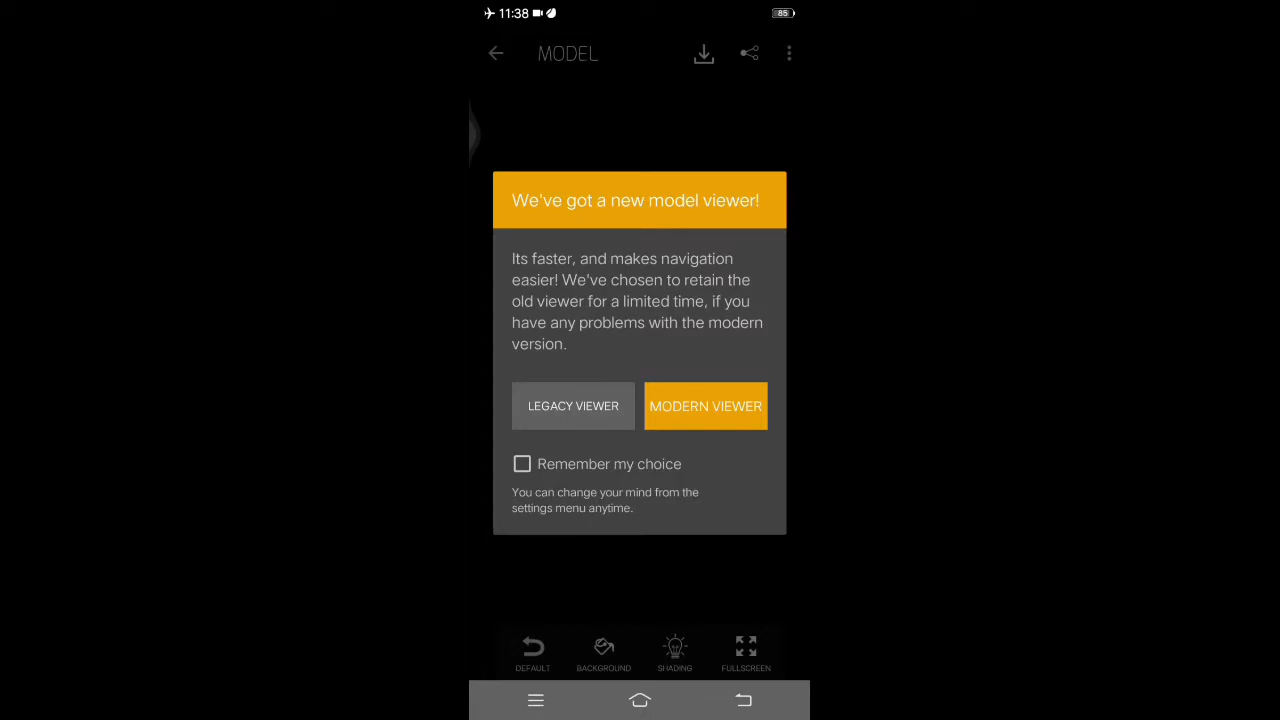 11:38
85
MODEL
We've got a new model viewer!
Its faster, and makes navigation
easier! We've chosen to retain the
old viewer for a limited time, if you
have any problems with the modern
version.
LEGACY VIEWER
MODERN VIEWER
Remember my choice
You can change your mind from the
settings menu anytime.
DEFAULT
BACKGROUND
SHADING
FULLSCREEN